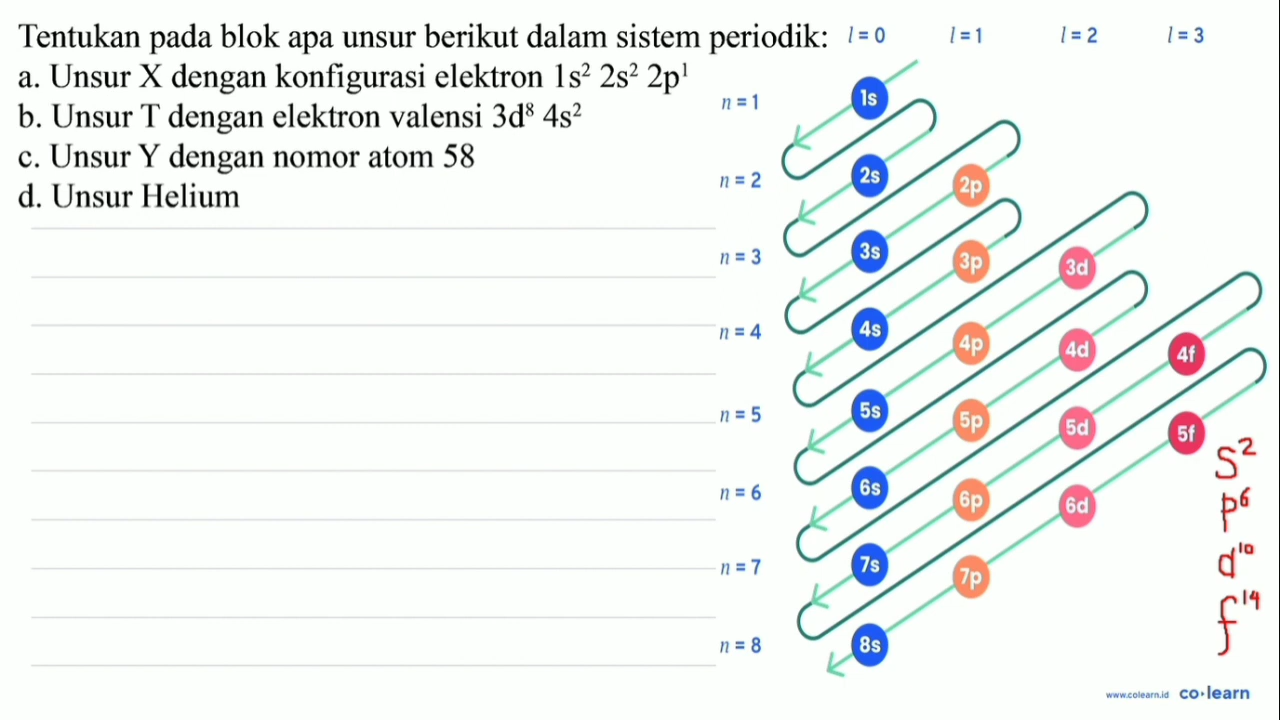 Tentukan pada blok apa unsur berikut dalam sistem periodik:
a. Unsur X dengan konfigurasi elektron 1s² 2s² 2p¹
b. Unsur T dengan elektron valensi 3d⁸ 4s²
c. Unsur Y dengan nomor atom 58
d. Unsur Helium
l = 0 l = 1 l = 2 l = 3
n = 1 1s
n = 2 2s 2p
n = 3 3s 3p 3d
n = 4 4s 4p 4d 4f
n = 5 5s 5p 5d 5f
n = 6 6s 6p 6d
n = 7 7s 7p
n = 8 8s
s²
p⁶
d¹⁰
f¹⁴
www.colearn.id co·learn